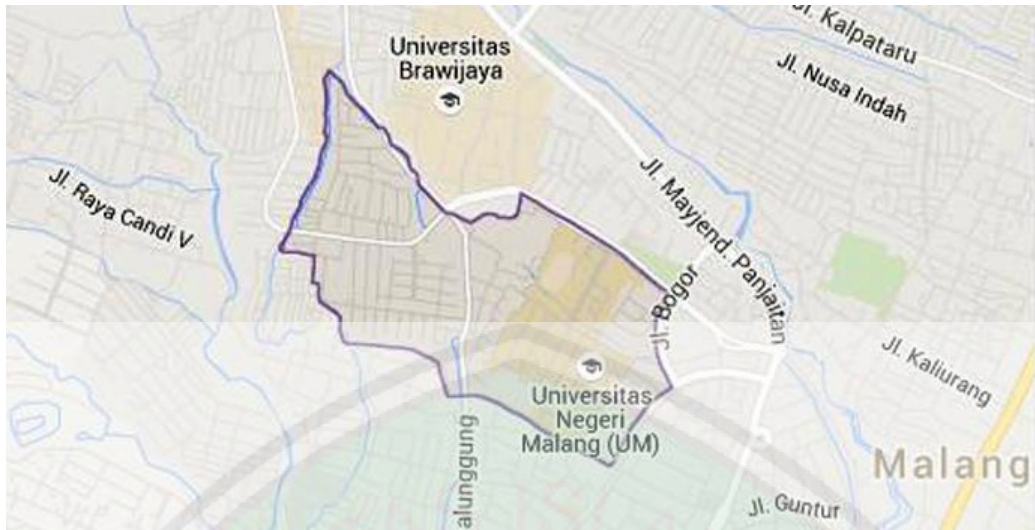 Jl. Kalpataru
Universitas
Brawijaya
Jl. Nusa Indah
Jl. Mayjend. Panjaitan
Jl. Raya Candi V
Jl. Bogor
Jl. Kaliurang
Universitas
Negeri
Malang (UM)
alunggung
Malang
Jl. Guntur